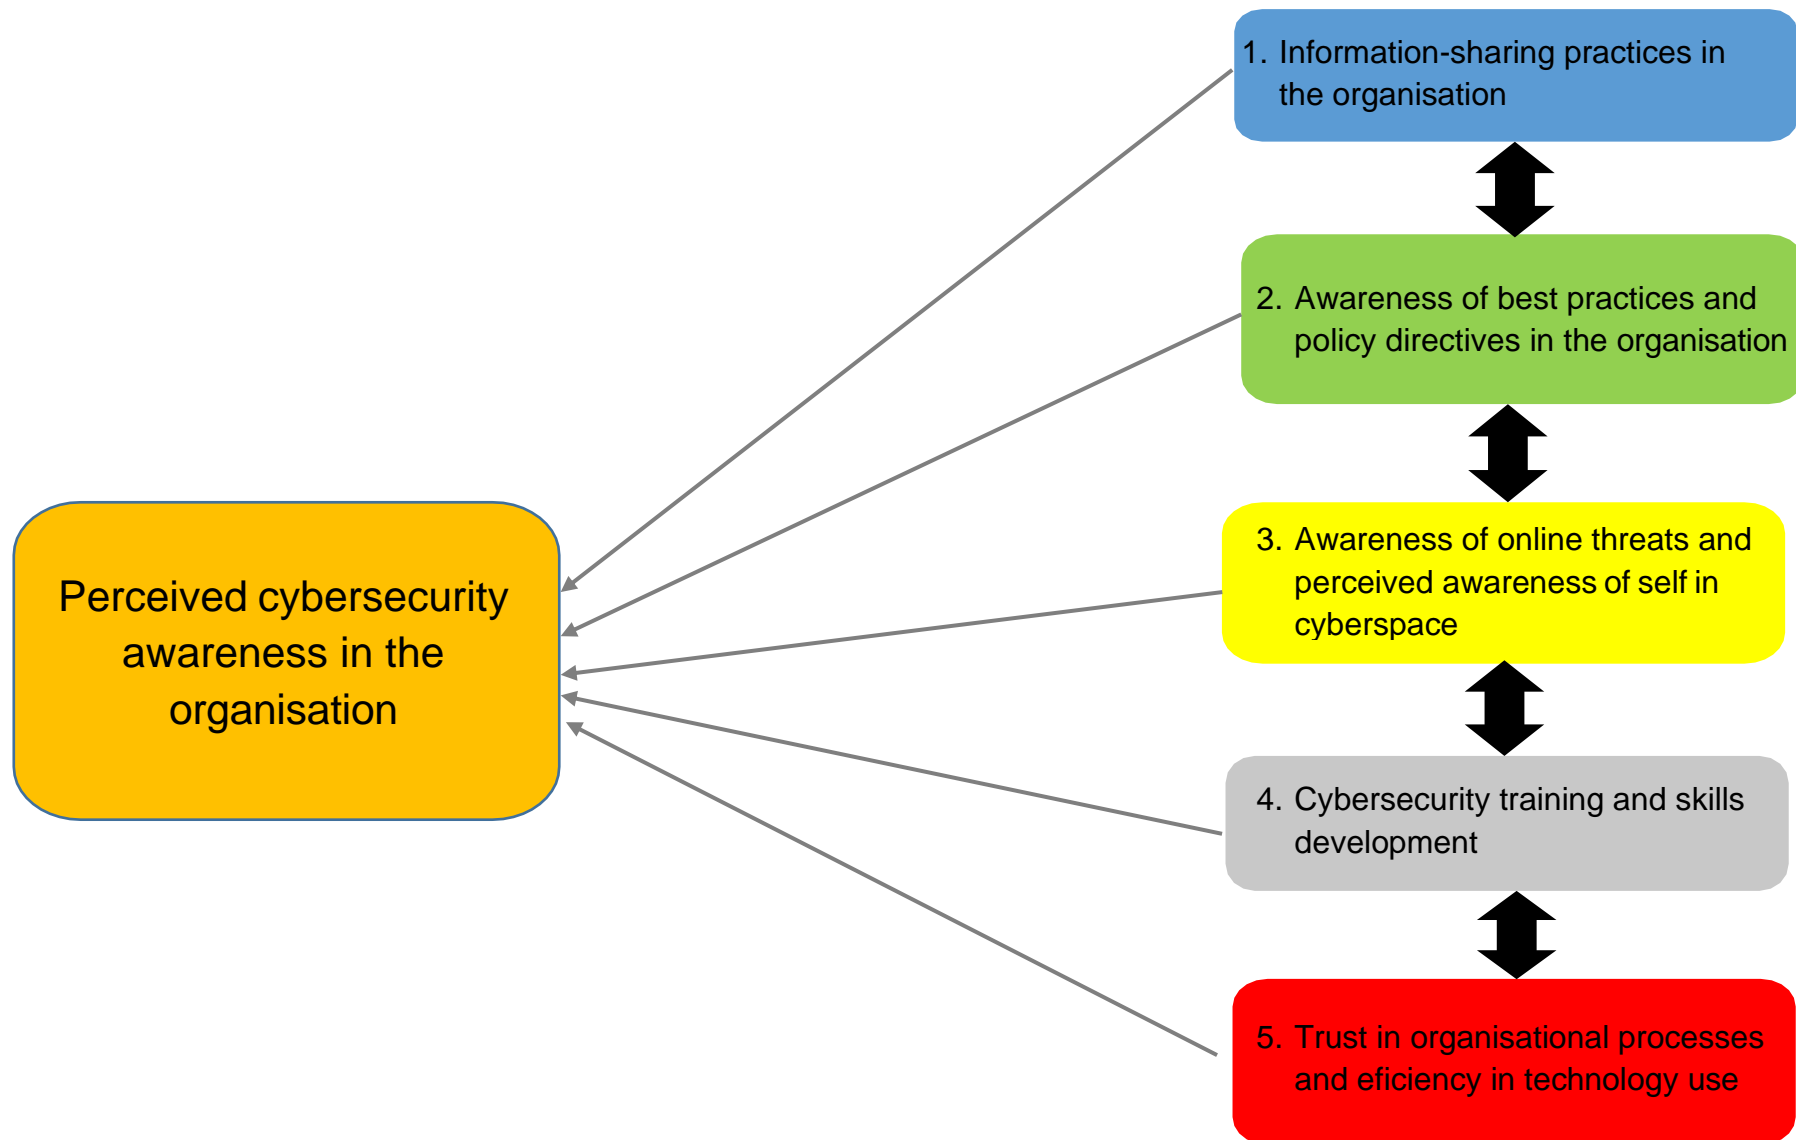 1. Information-sharing practices in
the organisation
2. Awareness of best practices and
policy directives in the organisation
3. Awareness of online threats and
perceived awareness of self in
cyberspace
Perceived cybersecurity
awareness in the
organisation
4. Cybersecurity training and skills
development
5. Trust in organisational processes
and eficiency in technology use